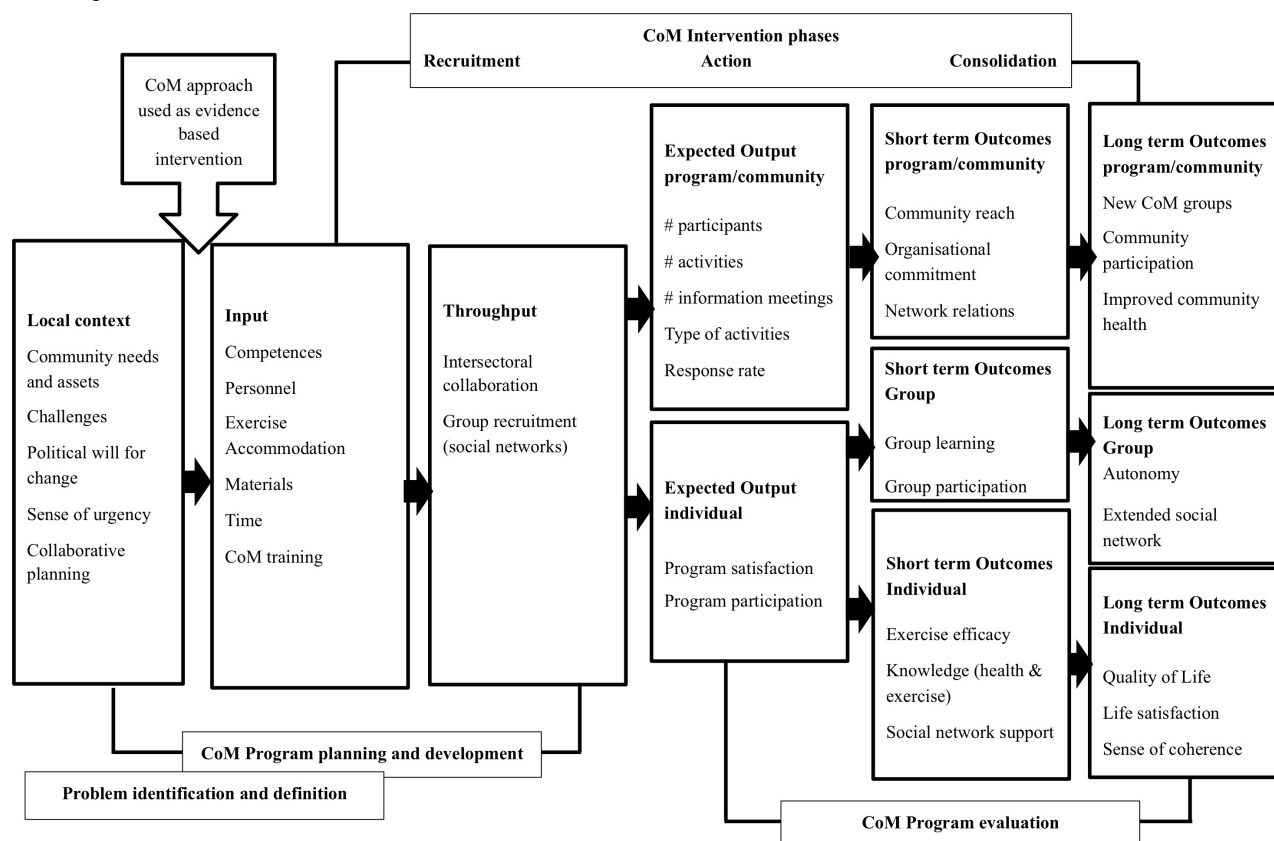 CoM Intervention phases
Recruitment Action Consolidation
CoM approach
used as evidence
based
intervention
Local context
Community needs
and assets
Challenges
Political will for
change
Sense of urgency
Collaborative
planning
Input
Competences
Personnel
Exercise
Accommodation
Materials
Time
CoM training
Throughput
Intersectoral
collaboration
Group recruitment
(social networks)
Expected Output
program/community
# participants
# activities
# information meetings
Type of activities
Response rate
Expected Output
individual
Program satisfaction
Program participation
Short term Outcomes
program/community
Community reach
Organisational
commitment
Network relations
Short term Outcomes
Group
Group learning
Group participation
Short term Outcomes
Individual
Exercise efficacy
Knowledge (health &
exercise)
Social network support
Long term Outcomes
program/community
New CoM groups
Community
participation
Improved community
health
Long term Outcomes
Group
Autonomy
Extended social
network
Long term Outcomes
Individual
Quality of Life
Life satisfaction
Sense of coherence
CoM Program planning and development
Problem identification and definition
CoM Program evaluation